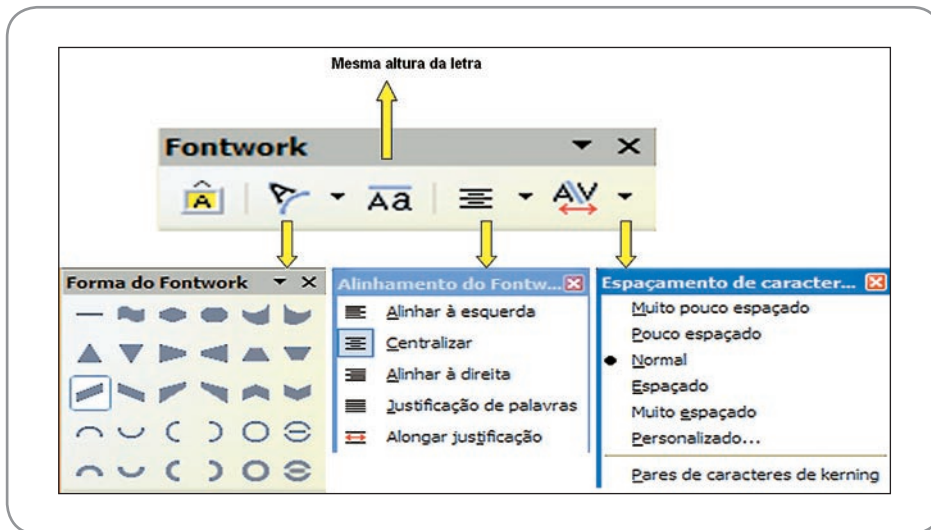 Mesma altura da letra
Fontwork
A
A
Aa
AV
Forma do Fontwork
Alinhamento do Fontw...
Alinhar à esquerda
Centralizar
Alinhar à direita
Justificação de palavras
Alongar justificação
Espaçamento de caracter...
Muito pouco espaçado
Pouco espaçado
Normal
Espaçado
Muito espaçado
Personalizado...
Pares de caracteres de kerning